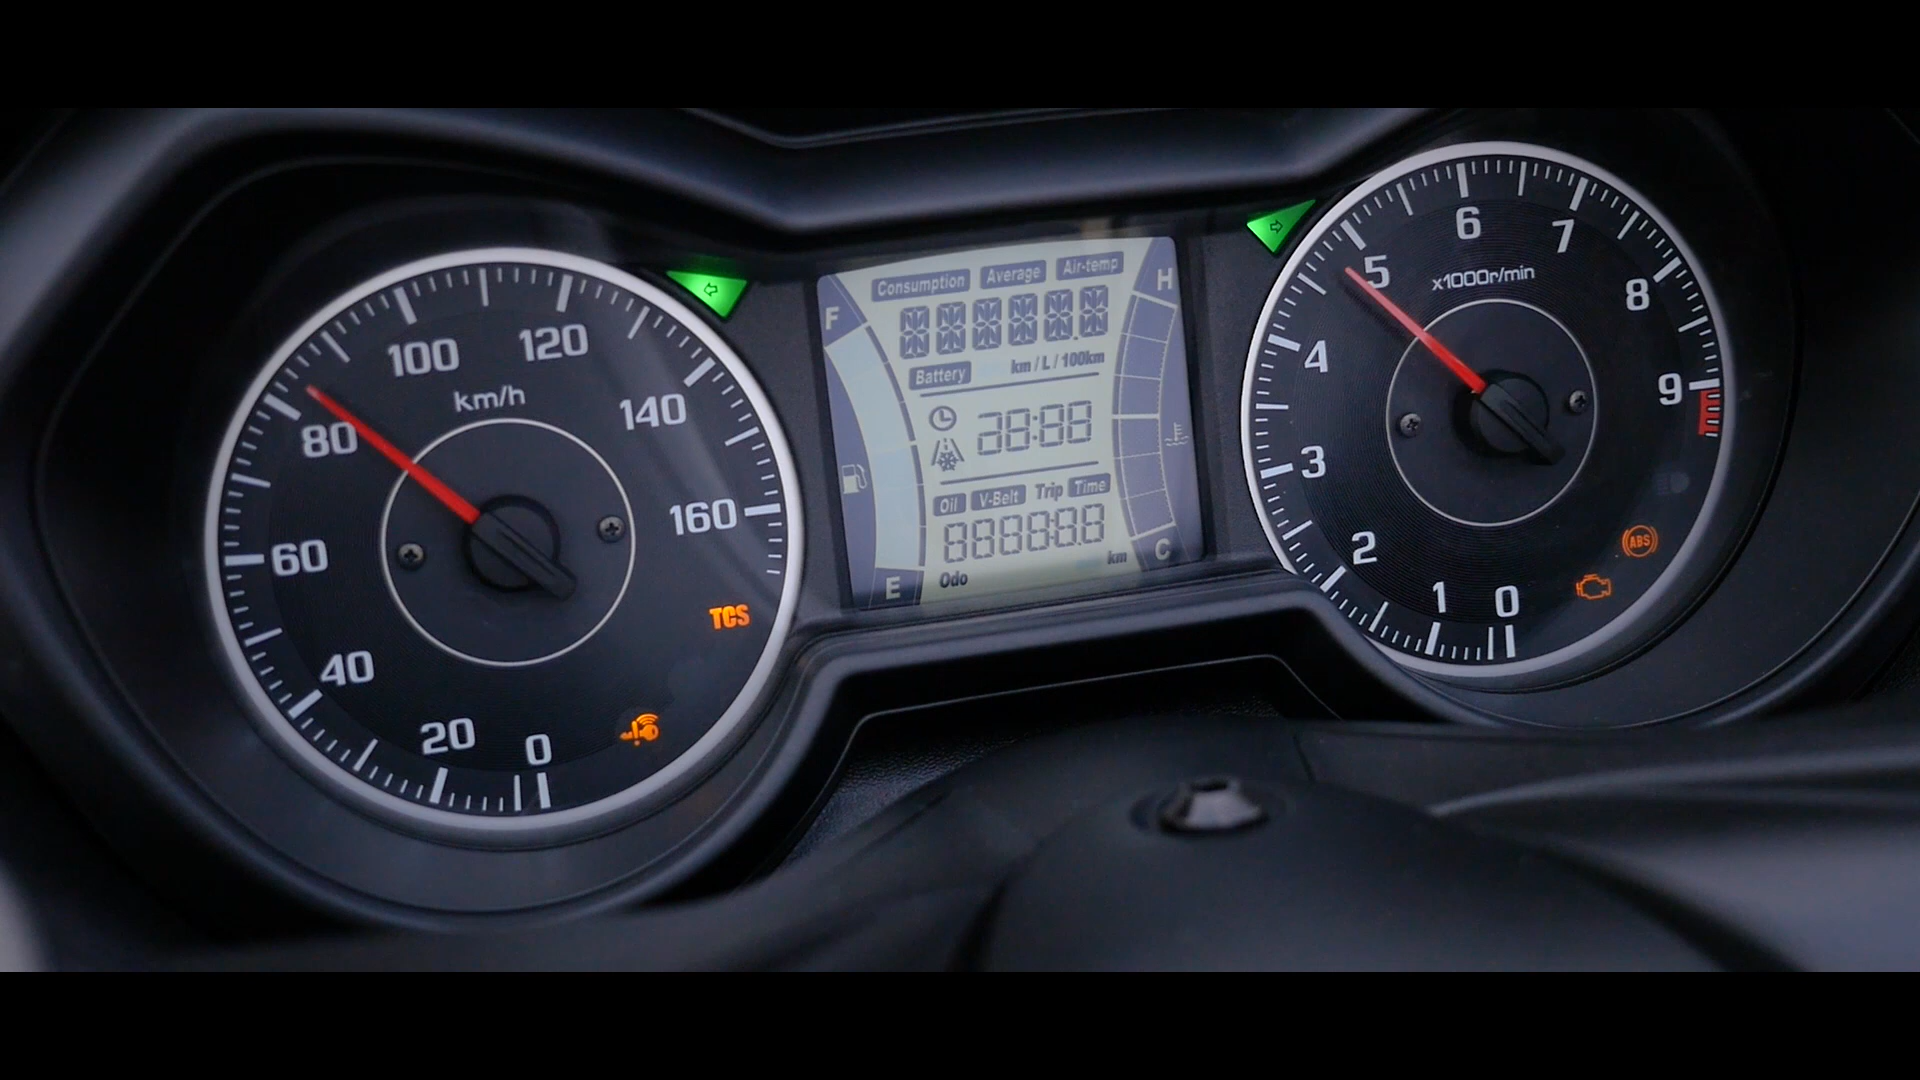 0
20
40
60
80
100
120
140
160
km/h
TCS
F
E
Consumption Average Air-temp
km / L / 100km
Battery
Oil V-Belt Trip Time
888888
km
Odo
H
C
0
1
2
3
4
5
6
7
8
9
x1000r/min
ABS